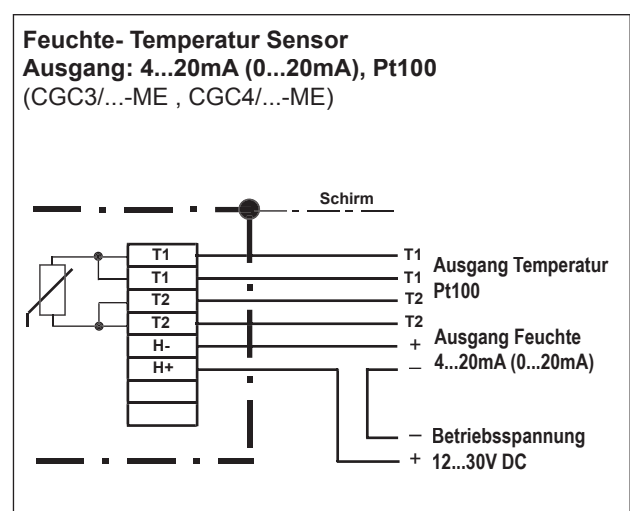 Feuchte- Temperatur Sensor
Ausgang: 4...20mA (0...20mA), Pt100
(CGC3/...-ME , CGC4/...-ME)
Schirm
T1 T1
T1 T1
T2 T2
T2 T2
Ausgang Temperatur
Pt100
H- +
H+ –
Ausgang Feuchte
4...20mA (0...20mA)
– Betriebsspannung
+ 12...30V DC